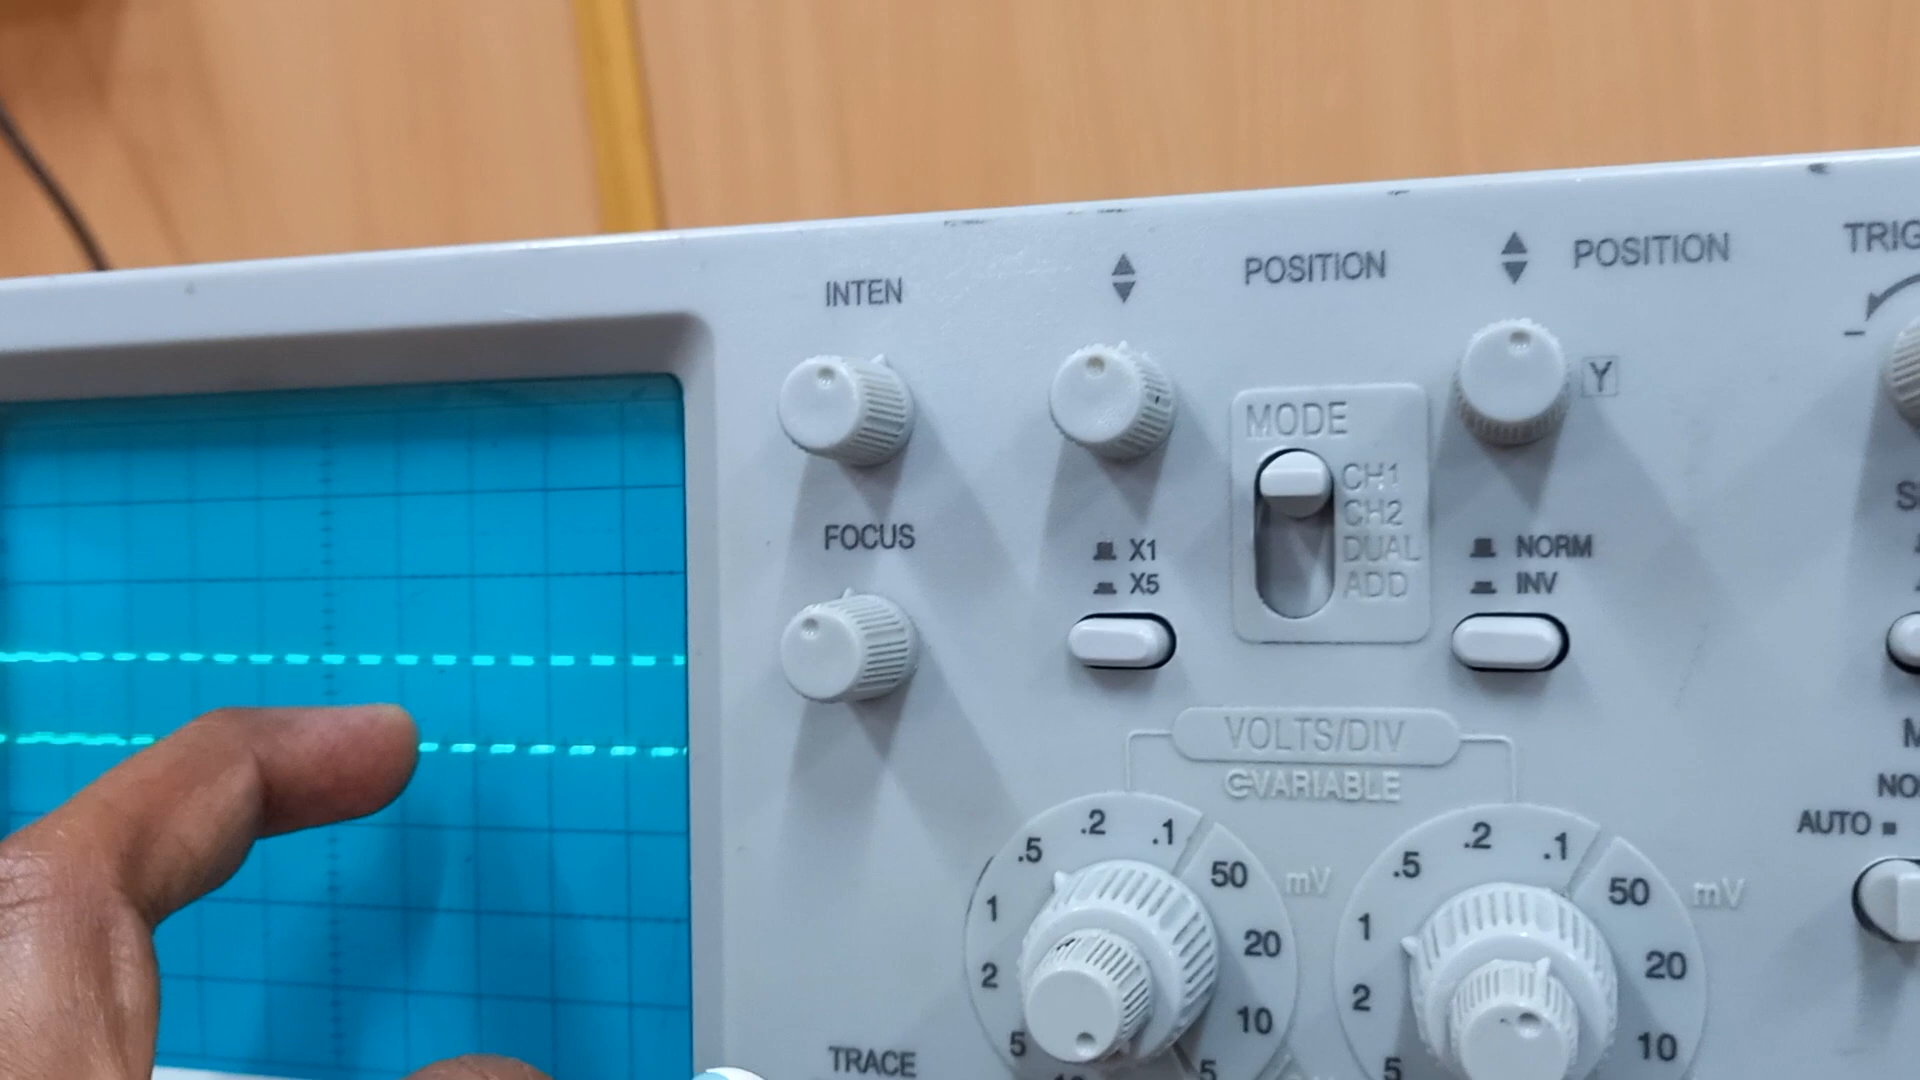 INTEN
POSITION
POSITION
TRIG
Y
MODE
CH1
CH2
DUAL
ADD
FOCUS
X1
X5
NORM
INV
VOLTS/DIV
VARIABLE
AUTO
NO
.5 .2 .1
1 50 mV
2 20
5 10
5
.5 .2 .1
1 50 mV
2 20
5 10
TRACE